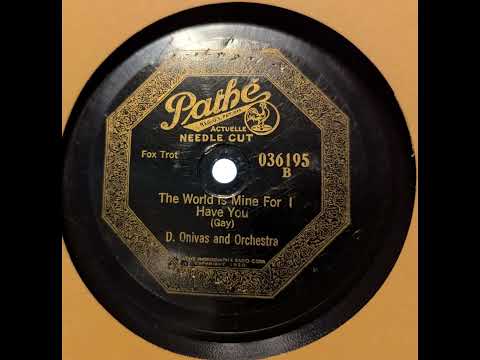 Pathé
ACTUELLE
NEEDLE CUT
Fox Trot
036195
B
The World is Mine For I
Have You
(Gay)
D. Onivas and Orchestra